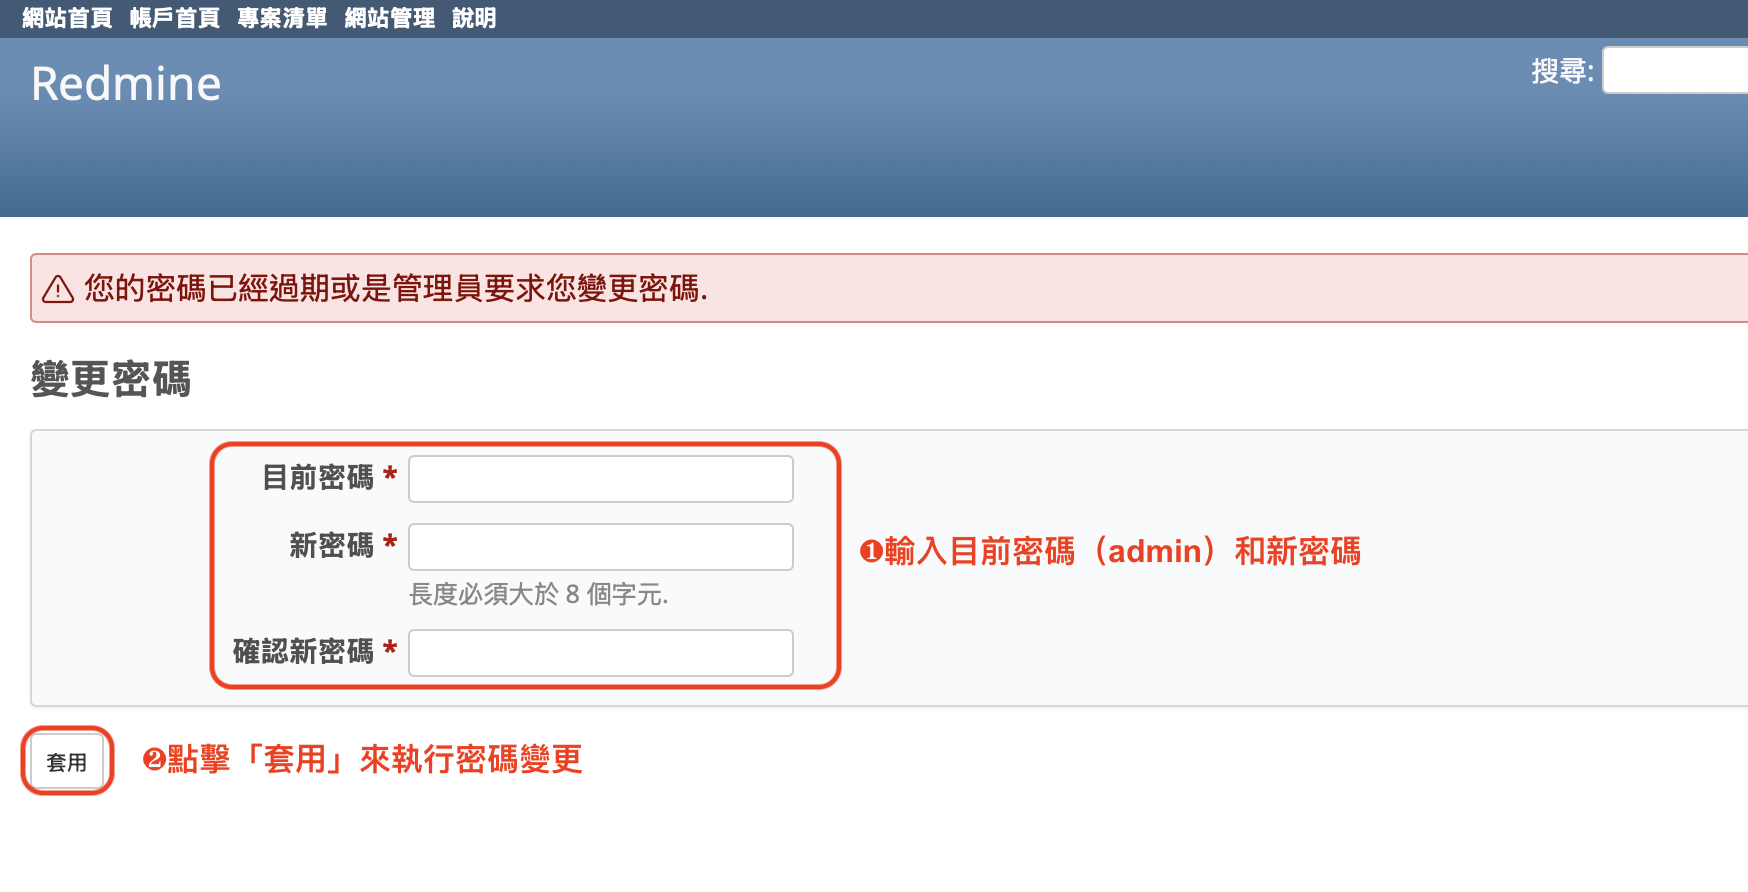 網站首頁 帳戶首頁 專案清單 網站管理 說明
Redmine
搜尋:
您的密碼已經過期或是管理員要求您變更密碼.
變更密碼
目前密碼 *
新密碼 *
長度必須大於 8 個字元.
確認新密碼 *
❶輸入目前密碼（admin）和新密碼
套用
❷點擊「套用」來執行密碼變更